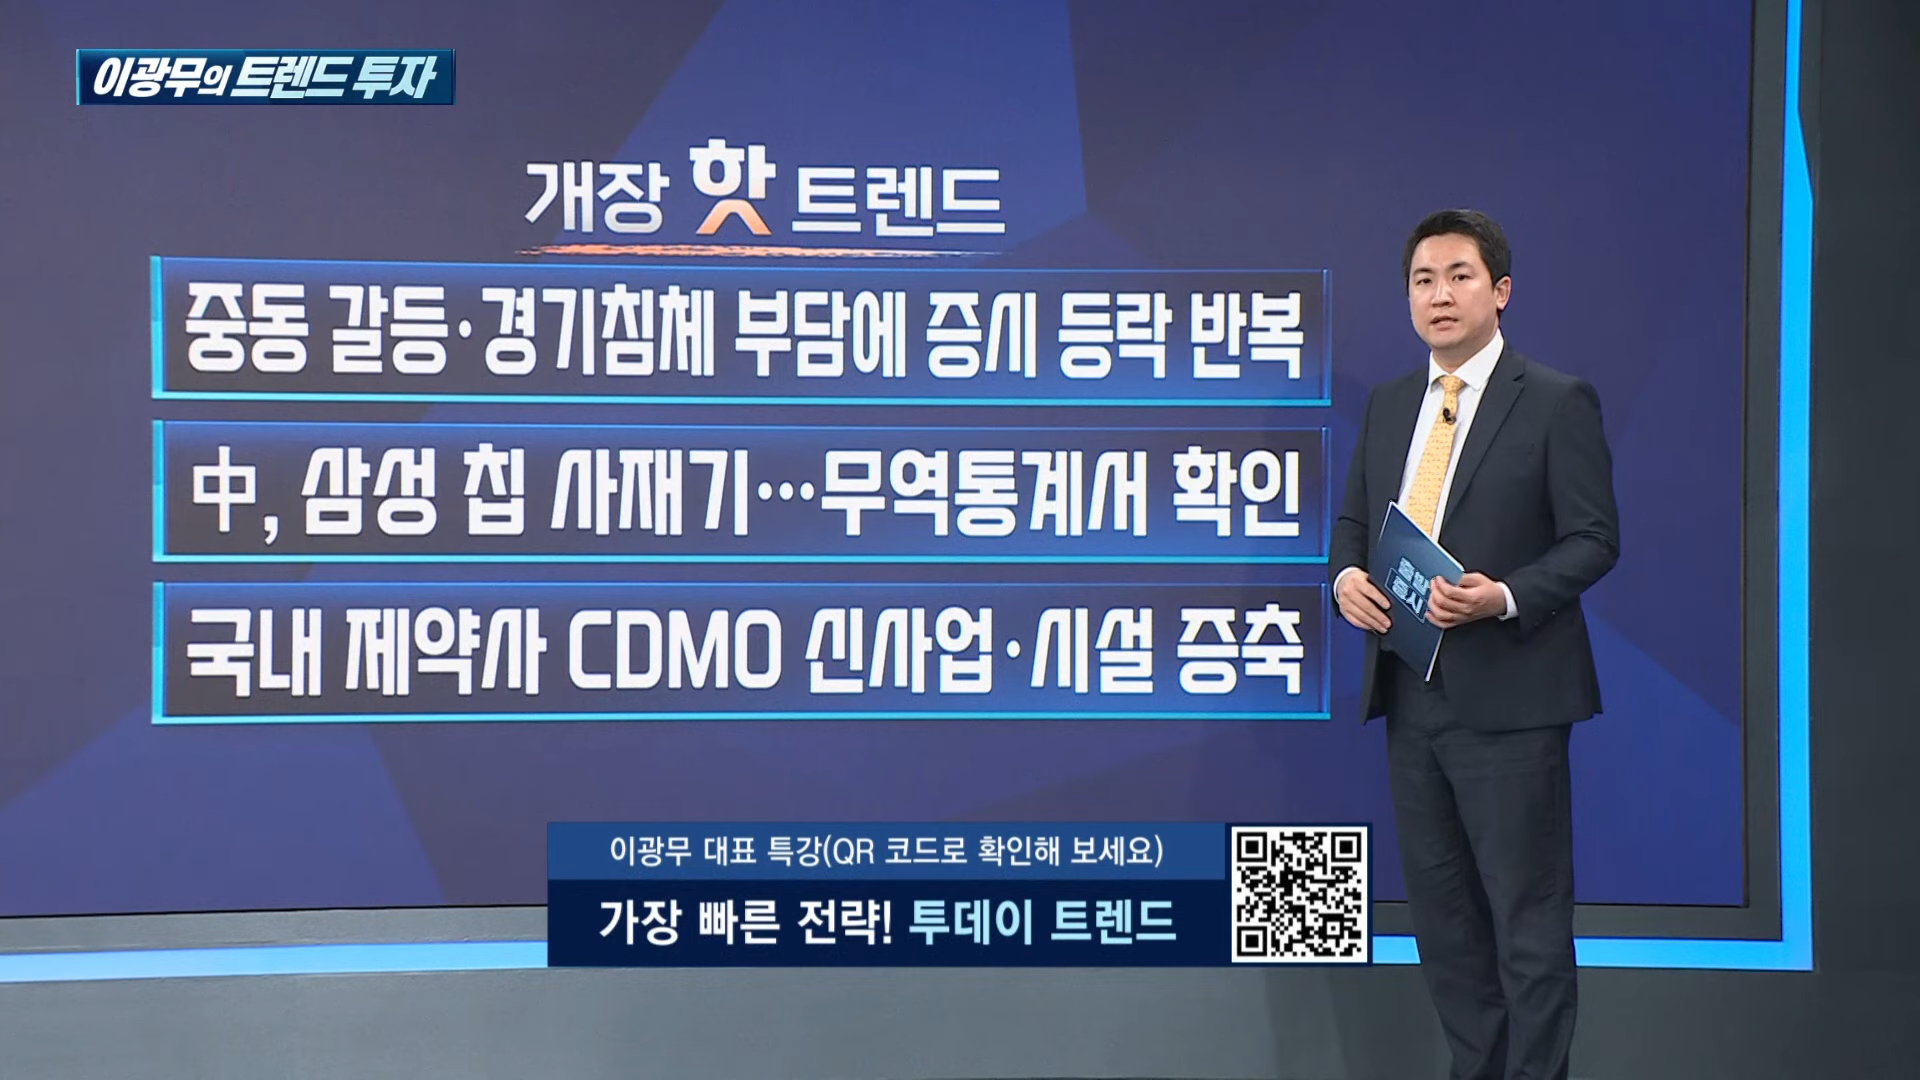 이광무의 트렌드 투자
개장 핫 트렌드
중동 갈등·경기침체 부담에 증시 등락 반복
中, 삼성 칩 사재기…무역통계서 확인
국내 제약사 CDMO 신사업·시설 증축
이광무 대표 특강(QR 코드로 확인해 보세요)
가장 빠른 전략! 투데이 트렌드